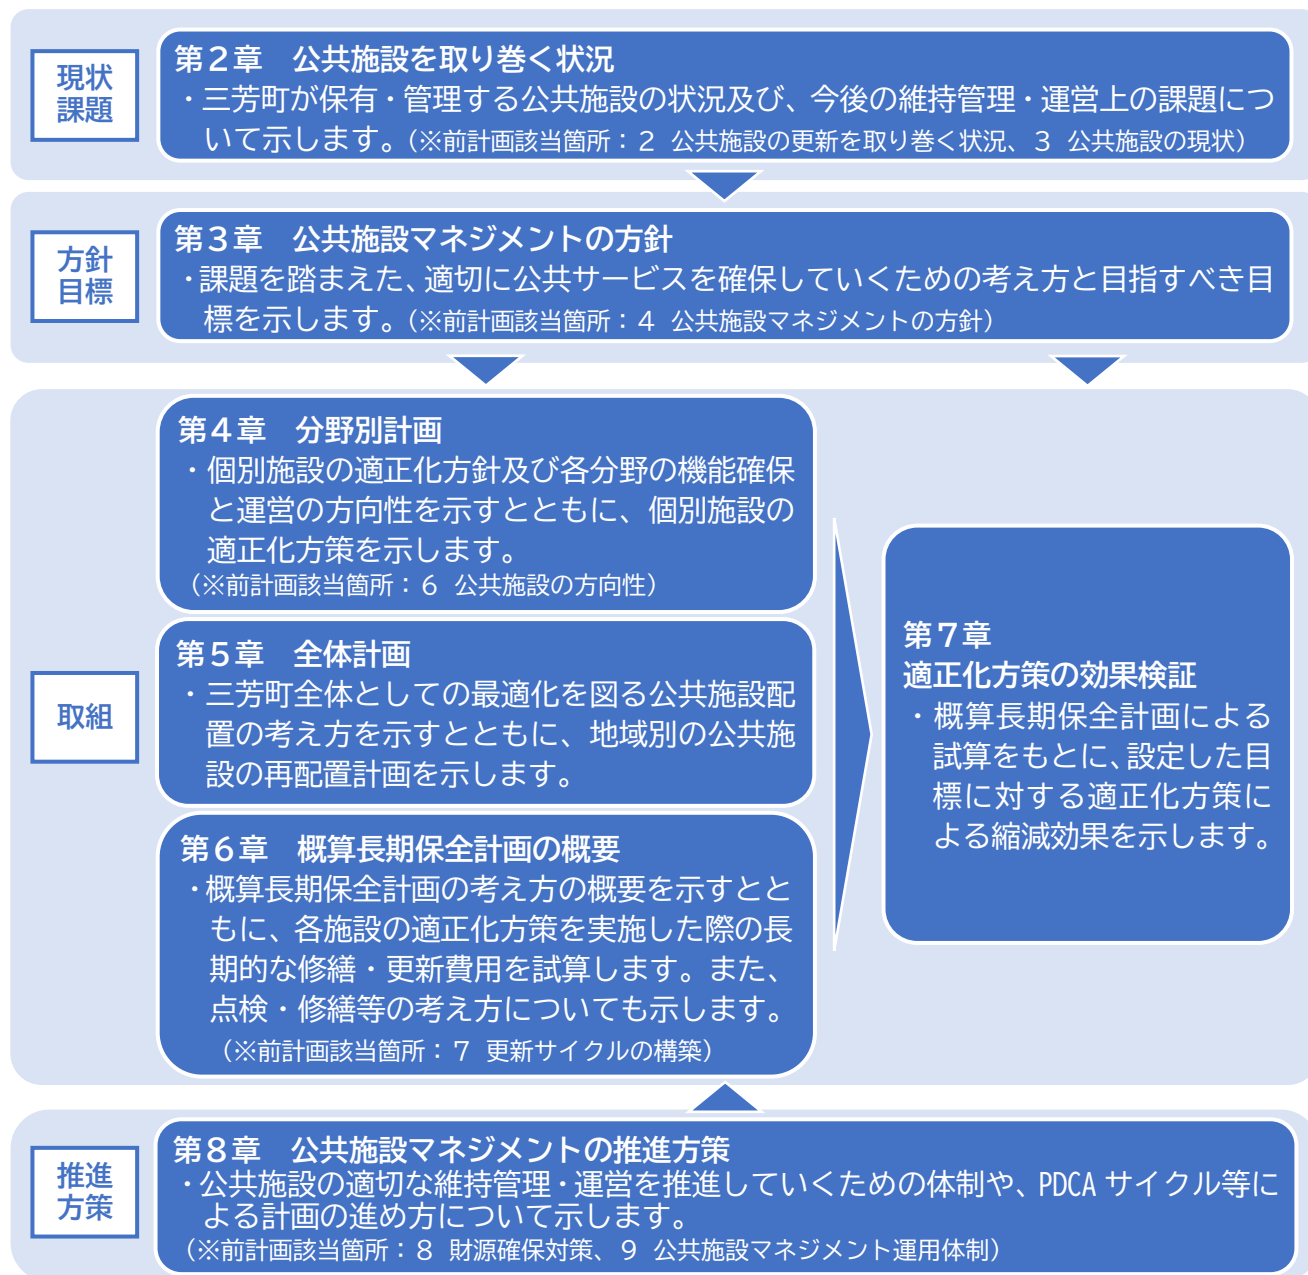 現状
課題
第２章　公共施設を取り巻く状況
・三芳町が保有・管理する公共施設の状況及び、今後の維持管理・運営上の課題につ
いて示します。（※前計画該当箇所：２ 公共施設の更新を取り巻く状況、３ 公共施設の現状）
方針
目標
第３章　公共施設マネジメントの方針
・課題を踏まえた、適切に公共サービスを確保していくための考え方と目指すべき目
標を示します。（※前計画該当箇所：４ 公共施設マネジメントの方針）
取組
第４章　分野別計画
・個別施設の適正化方針及び各分野の機能確保
と運営の方向性を示すとともに、個別施設の
適正化方策を示します。
（※前計画該当箇所：６ 公共施設の方向性）
第５章　全体計画
・三芳町全体としての最適化を図る公共施設配
置の考え方を示すとともに、地域別の公共施
設の再配置計画を示します。
第６章　概算長期保全計画の概要
・概算長期保全計画の考え方の概要を示すとと
もに、各施設の適正化方策を実施した際の長
期的な修繕・更新費用を試算します。また、
点検・修繕等の考え方についても示します。
（※前計画該当箇所：７ 更新サイクルの構築）
第７章
適正化方策の効果検証
・概算長期保全計画による
試算をもとに、設定した目
標に対する適正化方策に
よる縮減効果を示します。
推進
方策
第８章　公共施設マネジメントの推進方策
・公共施設の適切な維持管理・運営を推進していくための体制や、PDCA サイクル等に
よる計画の進め方について示します。
（※前計画該当箇所：８ 財源確保対策、９ 公共施設マネジメント運用体制）